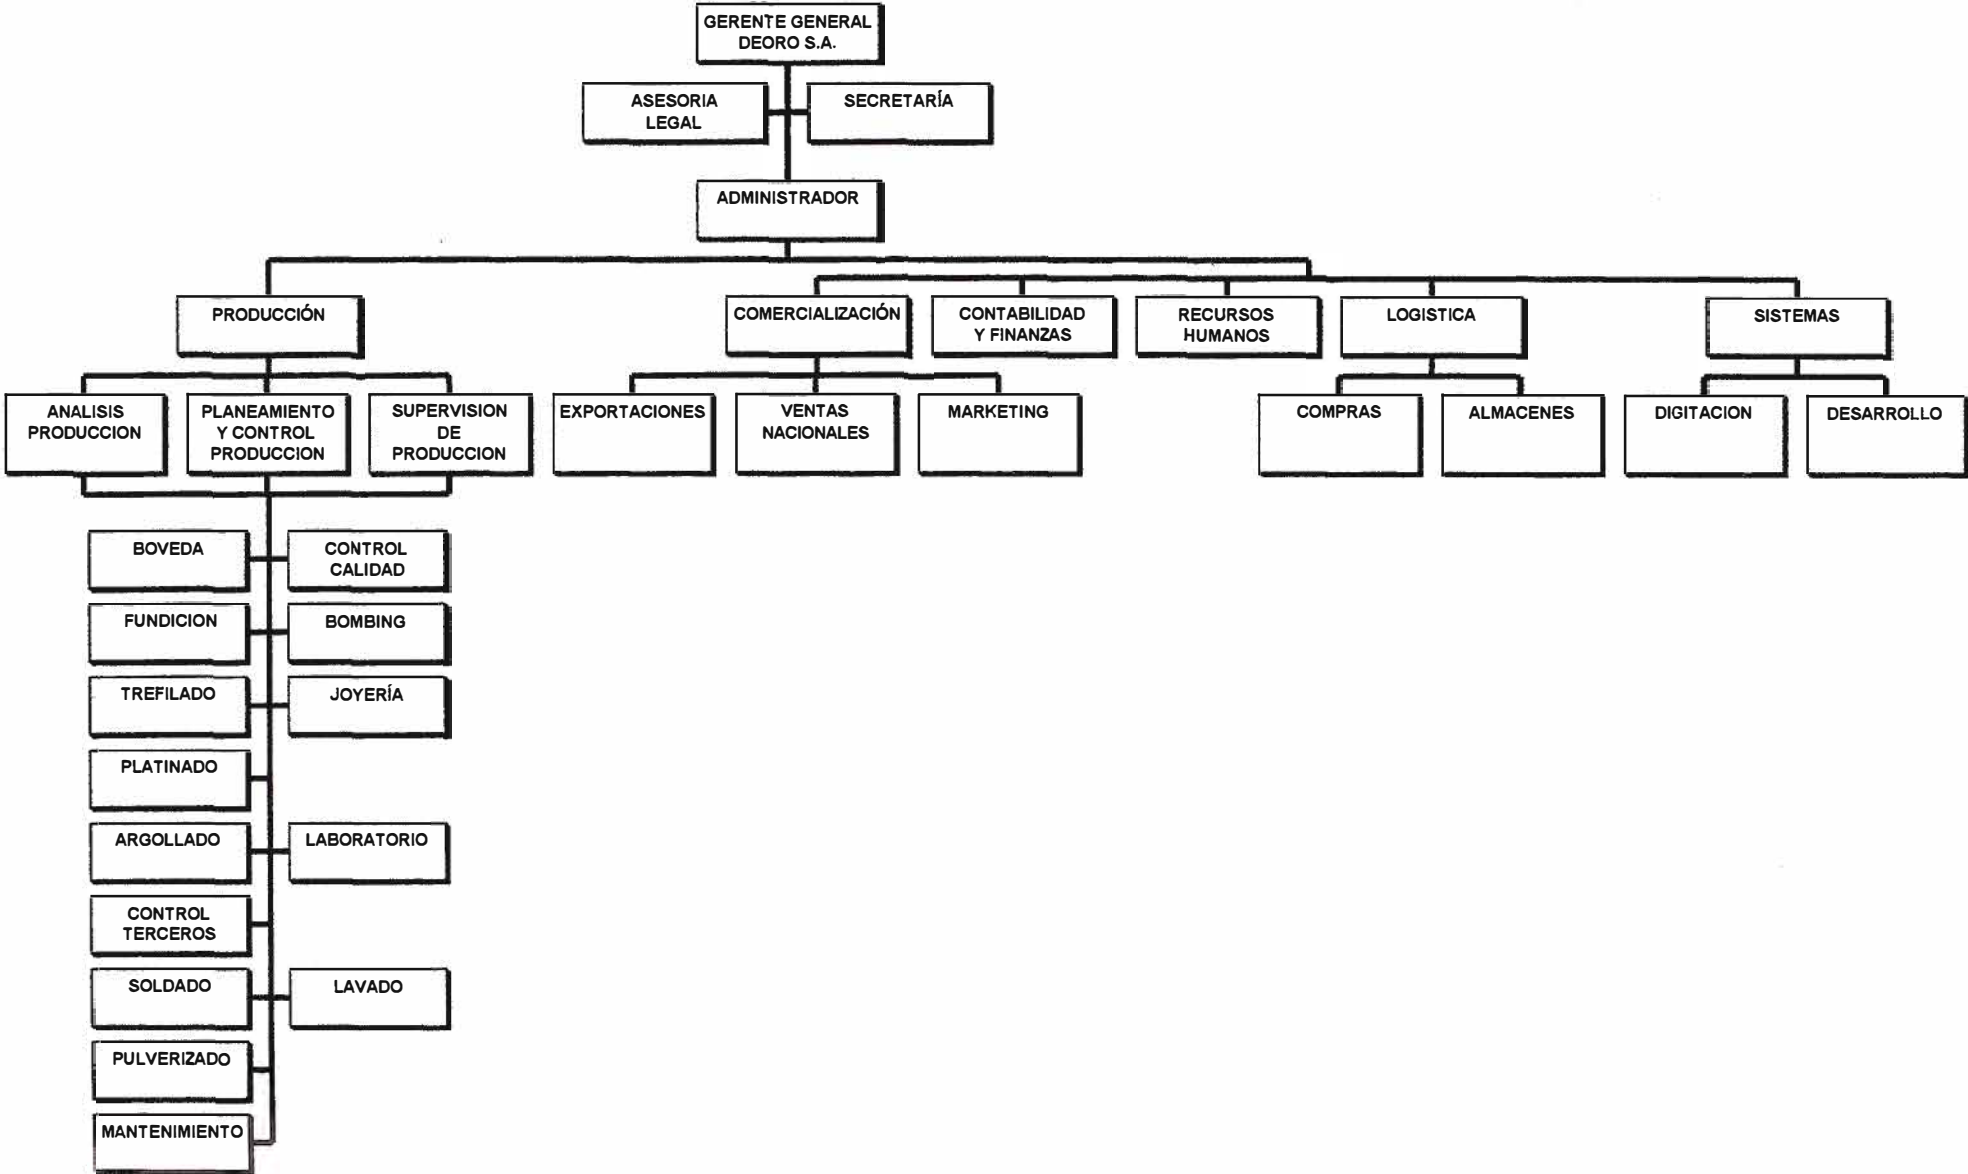 GERENTE GENERAL
DEORO S.A.
ASESORIA
LEGAL
SECRETARÍA
ADMINISTRADOR
PRODUCCIÓN
COMERCIALIZACIÓN
CONTABILIDAD
Y FINANZAS
RECURSOS
HUMANOS
LOGISTICA
SISTEMAS
ANALISIS
PRODUCCION
PLANEAMIENTO
Y CONTROL
PRODUCCION
SUPERVISION
DE
PRODUCCION
EXPORTACIONES
VENTAS
NACIONALES
MARKETING
COMPRAS
ALMACENES
DIGITACION
DESARROLLO
BOVEDA
CONTROL
CALIDAD
FUNDICION
BOMBING
TREFILADO
JOYERÍA
PLATINADO
ARGOLLADO
LABORATORIO
CONTROL
TERCEROS
SOLDADO
LAVADO
PULVERIZADO
MANTENIMIENTO